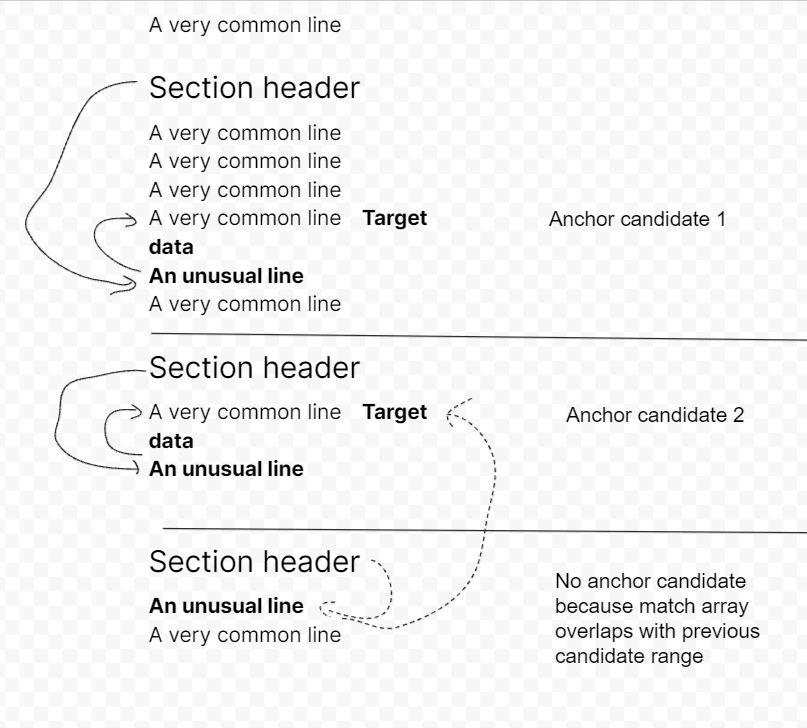 A very common line
Section header
A very common line
A very common line
A very common line
A very common line Target
Anchor candidate 1
data
An unusual line
A very common line
Section header
A very common line Target
Anchor candidate 2
data
An unusual line
Section header
An unusual line
A very common line
No anchor candidate
because match array
overlaps with previous
candidate range